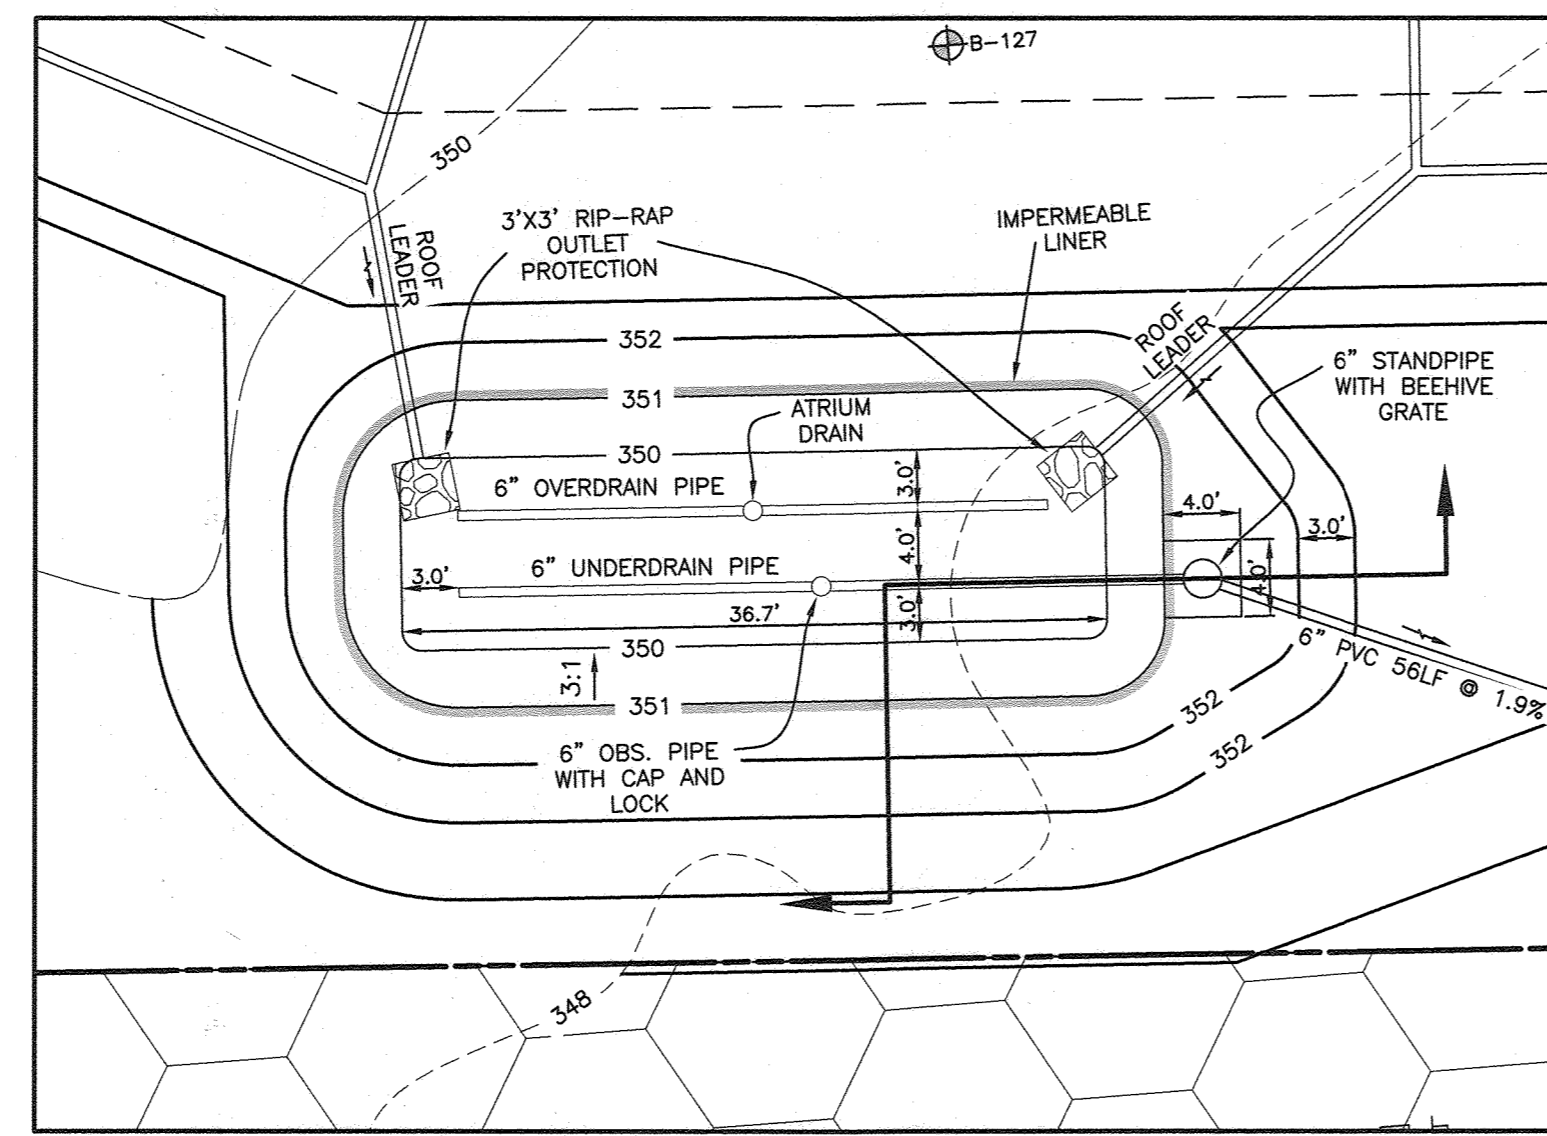 B-127
350
3'X3' RIP-RAP
OUTLET
PROTECTION
IMPERMEABLE
LINER
ROOF
LEADER
ROOF
LEADER
352
6" STANDPIPE
WITH BEEHIVE
GRATE
351
ATRIUM
DRAIN
350
3.0'
6" OVERDRAIN PIPE
4.0'
4.0'
3.0'
6" UNDERDRAIN PIPE
3.0'
4.0'
36.7'
3.0'
350
3:1
6" PVC 56LF @ 1.9%
351
352
352
6" OBS. PIPE
WITH CAP AND
LOCK
348